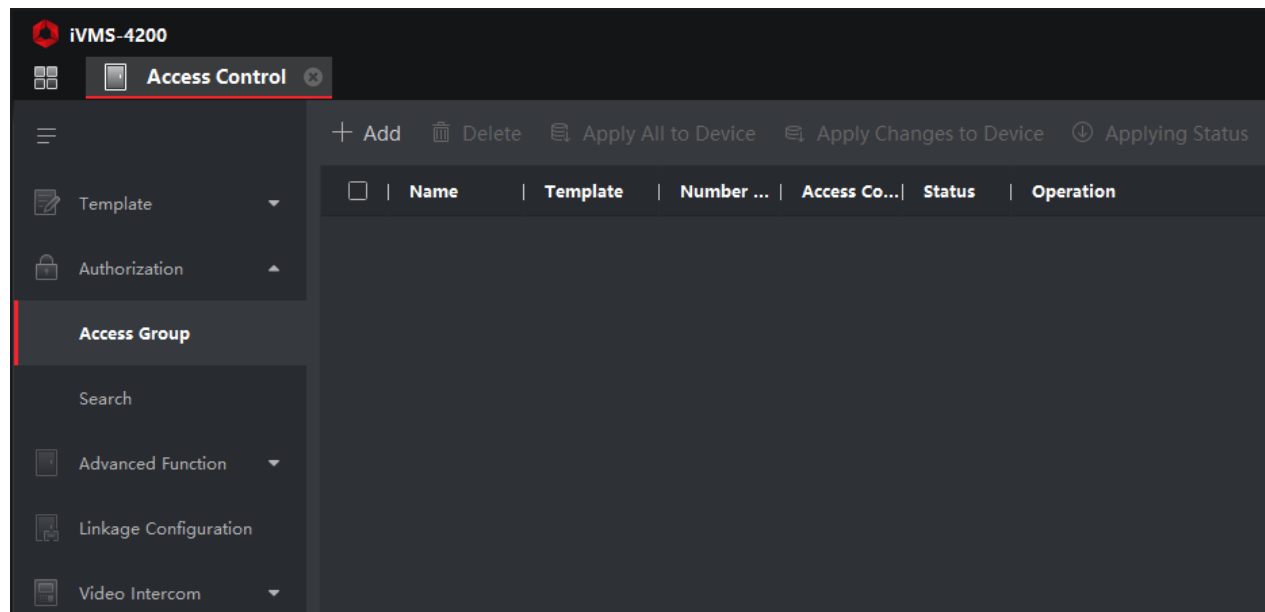 iVMS-4200
Access Control
+ Add Delete Apply All to Device Apply Changes to Device Applying Status
Name | Template | Number ... | Access Co...| Status | Operation
Template
Authorization
Access Group
Search
Advanced Function
Linkage Configuration
Video Intercom